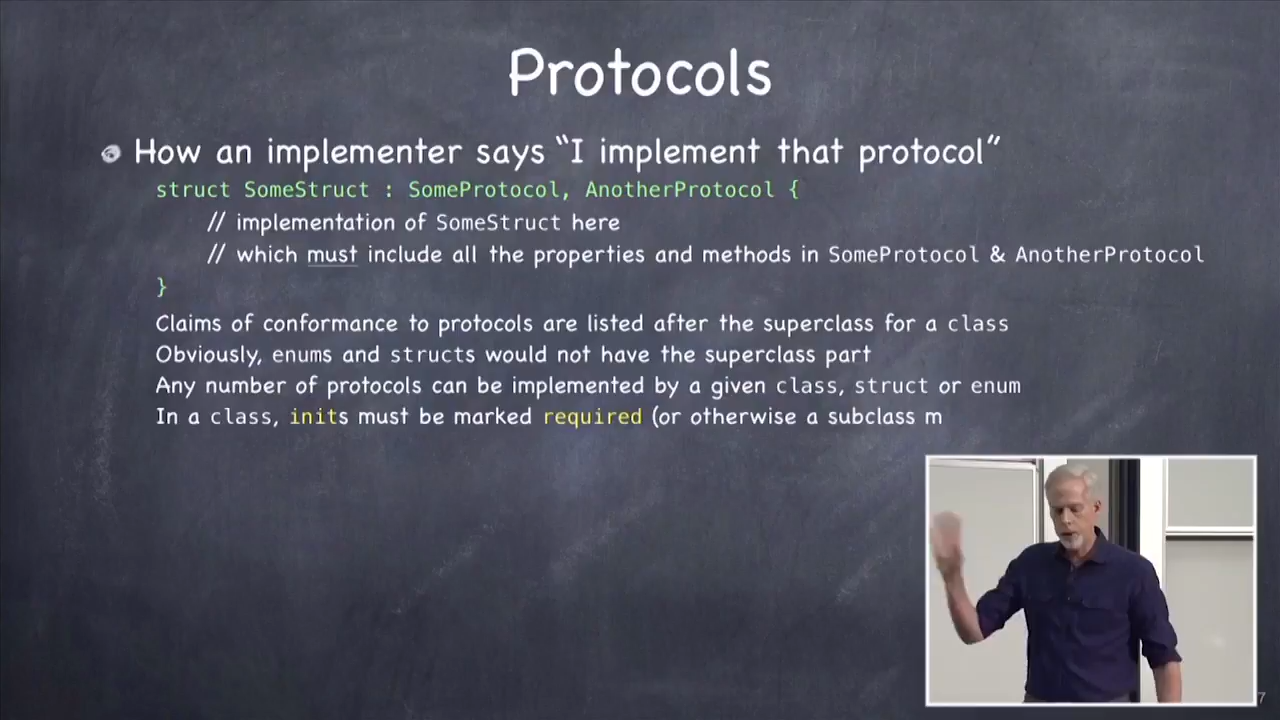 Protocols
How an implementer says “I implement that protocol”
struct SomeStruct : SomeProtocol, AnotherProtocol {
// implementation of SomeStruct here
// which must include all the properties and methods in SomeProtocol & AnotherProtocol
}
Claims of conformance to protocols are listed after the superclass for a class
Obviously, enums and structs would not have the superclass part
Any number of protocols can be implemented by a given class, struct or enum
In a class, inits must be marked required (or otherwise a subclass m
7